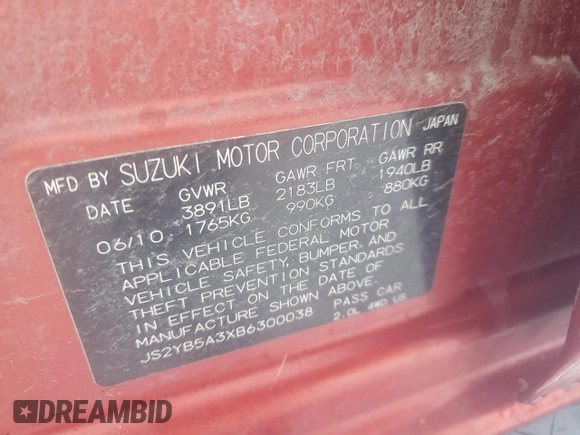 MFD BY SUZUKI MOTOR CORPORATION JAPAN
DATE GVWR GAWR FRT GAWR RR
3891LB 2183LB 1940LB
06/10 1765KG 990KG 880KG
THIS VEHICLE CONFORMS TO ALL
APPLICABLE FEDERAL MOTOR
VEHICLE SAFETY, BUMPER, AND
THEFT PREVENTION STANDARDS
IN EFFECT ON THE DATE OF
MANUFACTURE SHOWN ABOVE.
JS2YB5A3XB6300038 PASS CAR
2.0L 4WD US
DREAMBID